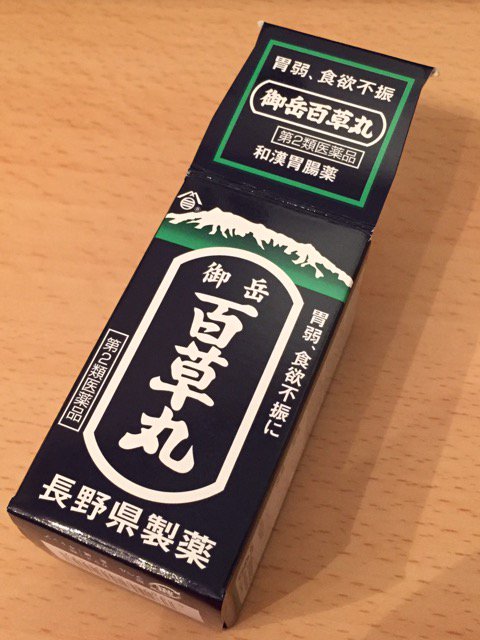 胃弱、食欲不振
御岳百草丸
第2類医薬品
和漢胃腸薬
御岳
百草丸
胃弱、食欲不振に
第2類医薬品
長野県製薬